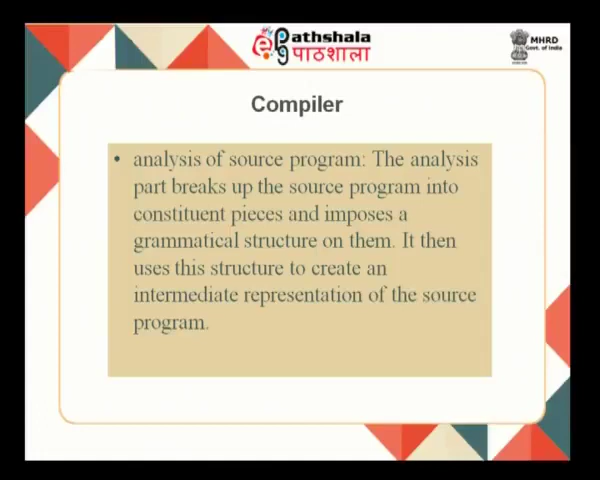 Pathshala
पाठशाला
MHRD
Govt. of India
Compiler
• analysis of source program: The analysis
part breaks up the source program into
constituent pieces and imposes a
grammatical structure on them. It then
uses this structure to create an
intermediate representation of the source
program.